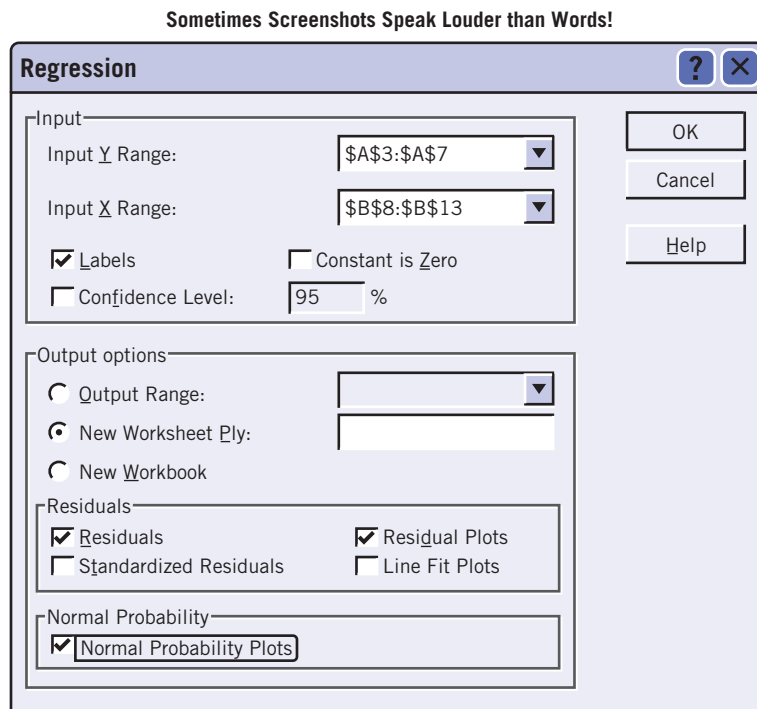 Sometimes Screenshots Speak Louder than Words!
Regression
?
Input
OK
Input Y Range:
$A$3:$A$7
Cancel
Input X Range:
$B$8:$B$13
Help
Labels
Constant is Zero
Confidence Level:
95
%
Output options
Output Range:
New Worksheet Ply:
New Workbook
Residuals
Residuals
Residual Plots
Standardized Residuals
Line Fit Plots
Normal Probability
Normal Probability Plots